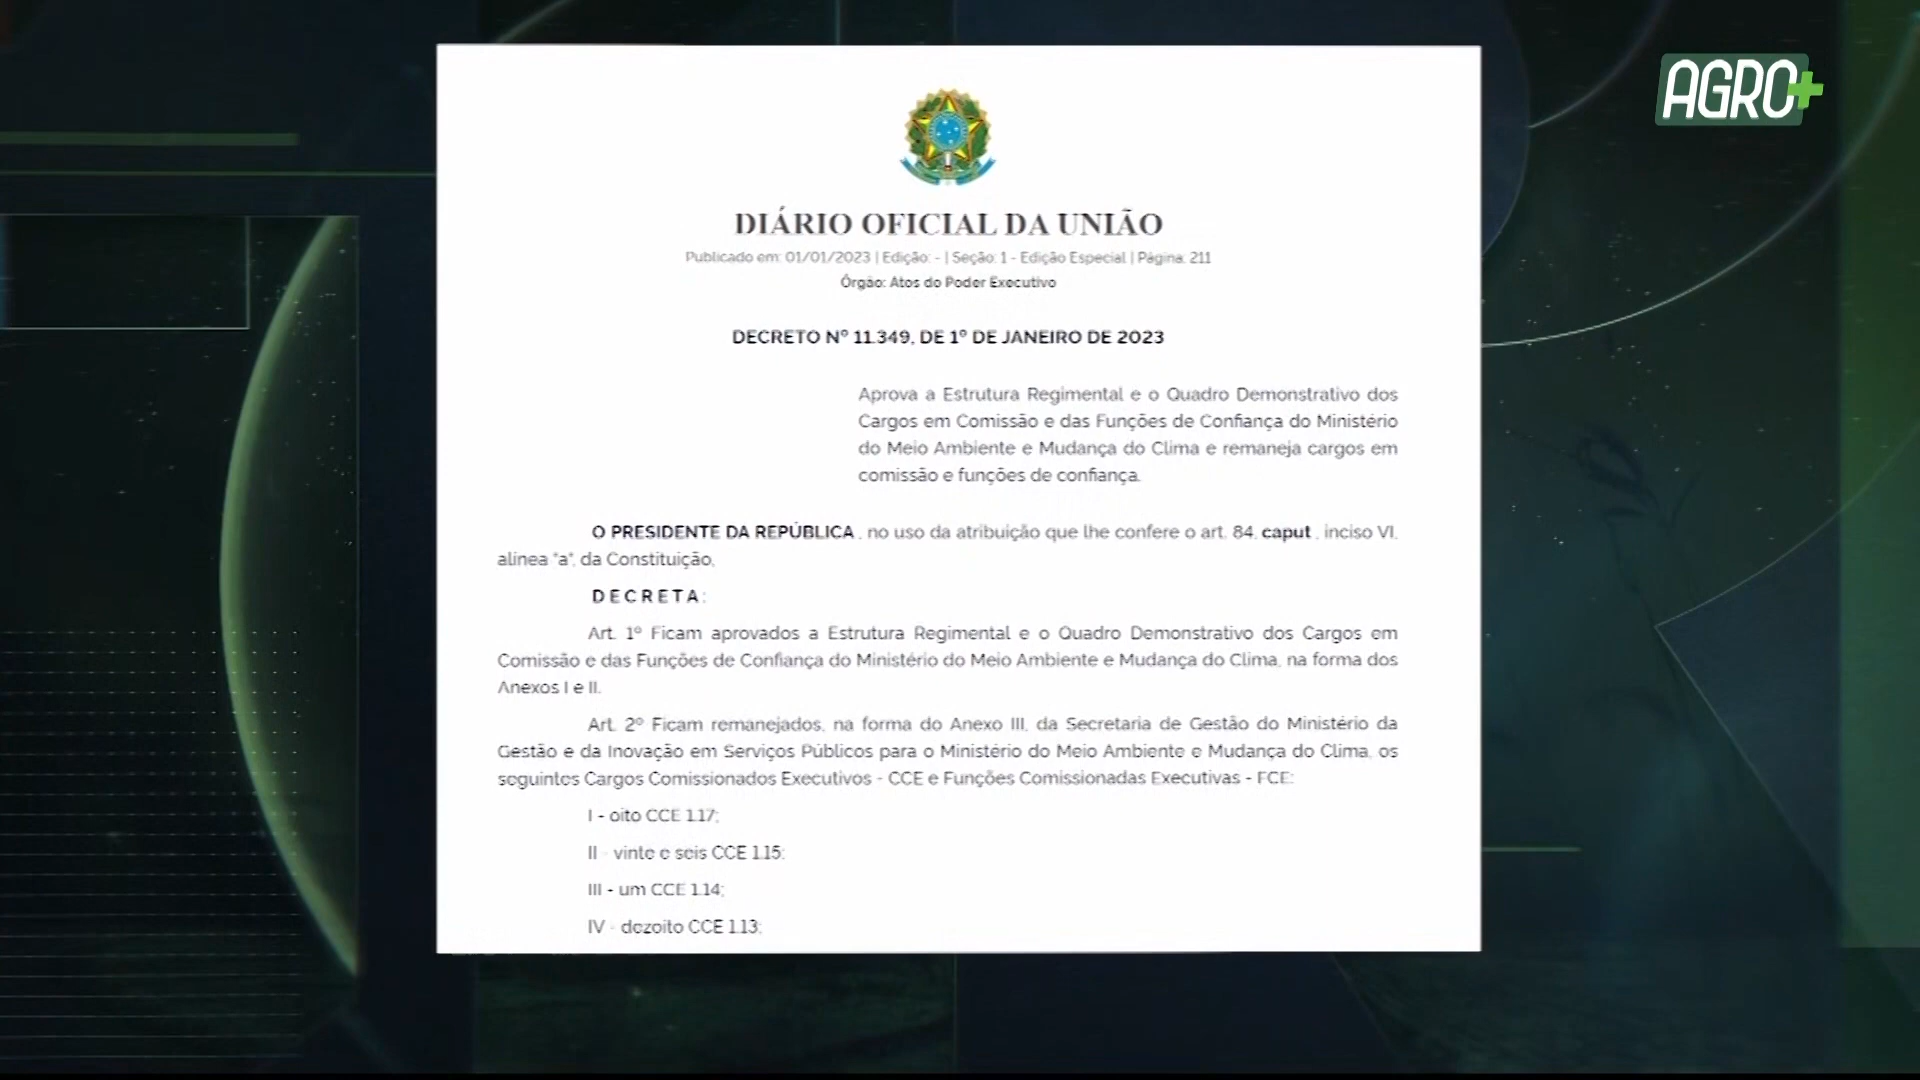 AGRO+
DIÁRIO OFICIAL DA UNIÃO
Publicado em: 01/01/2023 | Edição: - | Seção: 1 - Edição Especial | Página: 211
Órgão: Atos do Poder Executivo
DECRETO Nº 11.349, DE 1º DE JANEIRO DE 2023
Aprova a Estrutura Regimental e o Quadro Demonstrativo dos
Cargos em Comissão e das Funções de Confiança do Ministério
do Meio Ambiente e Mudança do Clima e remaneja cargos em
comissão e funções de confiança.
O PRESIDENTE DA REPÚBLICA , no uso da atribuição que lhe confere o art. 84, caput , inciso VI,
alínea "a", da Constituição,
D E C R E T A :
Art. 1º Ficam aprovados a Estrutura Regimental e o Quadro Demonstrativo dos Cargos em
Comissão e das Funções de Confiança do Ministério do Meio Ambiente e Mudança do Clima, na forma dos
Anexos I e II.
Art. 2º Ficam remanejados, na forma do Anexo III, da Secretaria de Gestão do Ministério da
Gestão e da Inovação em Serviços Públicos para o Ministério do Meio Ambiente e Mudança do Clima, os
seguintes Cargos Comissionados Executivos - CCE e Funções Comissionadas Executivas - FCE:
I - oito CCE 1.17;
II - vinte e seis CCE 1.15;
III - um CCE 1.14;
IV - dezoito CCE 1.13;